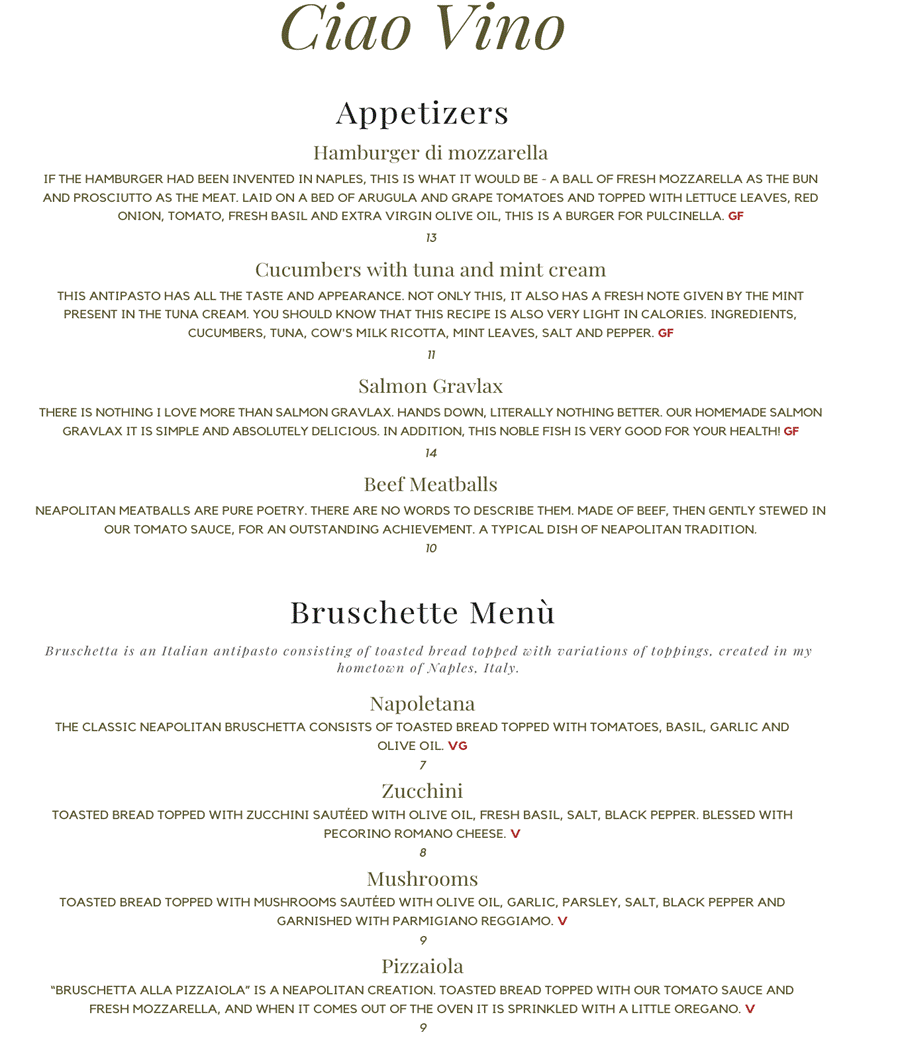 Ciao Vino
Appetizers
Hamburger di mozzarella
IF THE HAMBURGER HAD BEEN INVENTED IN NAPLES, THIS IS WHAT IT WOULD BE - A BALL OF FRESH MOZZARELLA AS THE BUN
AND PROSCIUTTO AS THE MEAT. LAID ON A BED OF ARUGULA AND GRAPE TOMATOES AND TOPPED WITH LETTUCE LEAVES, RED
ONION, TOMATO, FRESH BASIL AND EXTRA VIRGIN OLIVE OIL, THIS IS A BURGER FOR PULCINELLA. GF
13
Cucumbers with tuna and mint cream
THIS ANTIPASTO HAS ALL THE TASTE AND APPEARANCE. NOT ONLY THIS, IT ALSO HAS A FRESH NOTE GIVEN BY THE MINT
PRESENT IN THE TUNA CREAM. YOU SHOULD KNOW THAT THIS RECIPE IS ALSO VERY LIGHT IN CALORIES. INGREDIENTS,
CUCUMBERS, TUNA, COW'S MILK RICOTTA, MINT LEAVES, SALT AND PEPPER. GF
11
Salmon Gravlax
THERE IS NOTHING I LOVE MORE THAN SALMON GRAVLAX. HANDS DOWN, LITERALLY NOTHING BETTER. OUR HOMEMADE SALMON
GRAVLAX IT IS SIMPLE AND ABSOLUTELY DELICIOUS. IN ADDITION, THIS NOBLE FISH IS VERY GOOD FOR YOUR HEALTH! GF
14
Beef Meatballs
NEAPOLITAN MEATBALLS ARE PURE POETRY. THERE ARE NO WORDS TO DESCRIBE THEM. MADE OF BEEF, THEN GENTLY STEWED IN
OUR TOMATO SAUCE, FOR AN OUTSTANDING ACHIEVEMENT. A TYPICAL DISH OF NEAPOLITAN TRADITION.
10
Bruschette Menù
Bruschetta is an Italian antipasto consisting of toasted bread topped with variations of toppings, created in my
hometown of Naples, Italy.
Napoletana
THE CLASSIC NEAPOLITAN BRUSCHETTA CONSISTS OF TOASTED BREAD TOPPED WITH TOMATOES, BASIL, GARLIC AND
OLIVE OIL. VG
7
Zucchini
TOASTED BREAD TOPPED WITH ZUCCHINI SAUTÉED WITH OLIVE OIL, FRESH BASIL, SALT, BLACK PEPPER. BLESSED WITH
PECORINO ROMANO CHEESE. V
8
Mushrooms
TOASTED BREAD TOPPED WITH MUSHROOMS SAUTÉED WITH OLIVE OIL, GARLIC, PARSLEY, SALT, BLACK PEPPER AND
GARNISHED WITH PARMIGIANO REGGIAMO. V
9
Pizzaiola
“BRUSCHETTA ALLA PIZZAIOLA” IS A NEAPOLITAN CREATION. TOASTED BREAD TOPPED WITH OUR TOMATO SAUCE AND
FRESH MOZZARELLA, AND WHEN IT COMES OUT OF THE OVEN IT IS SPRINKLED WITH A LITTLE OREGANO. V
9